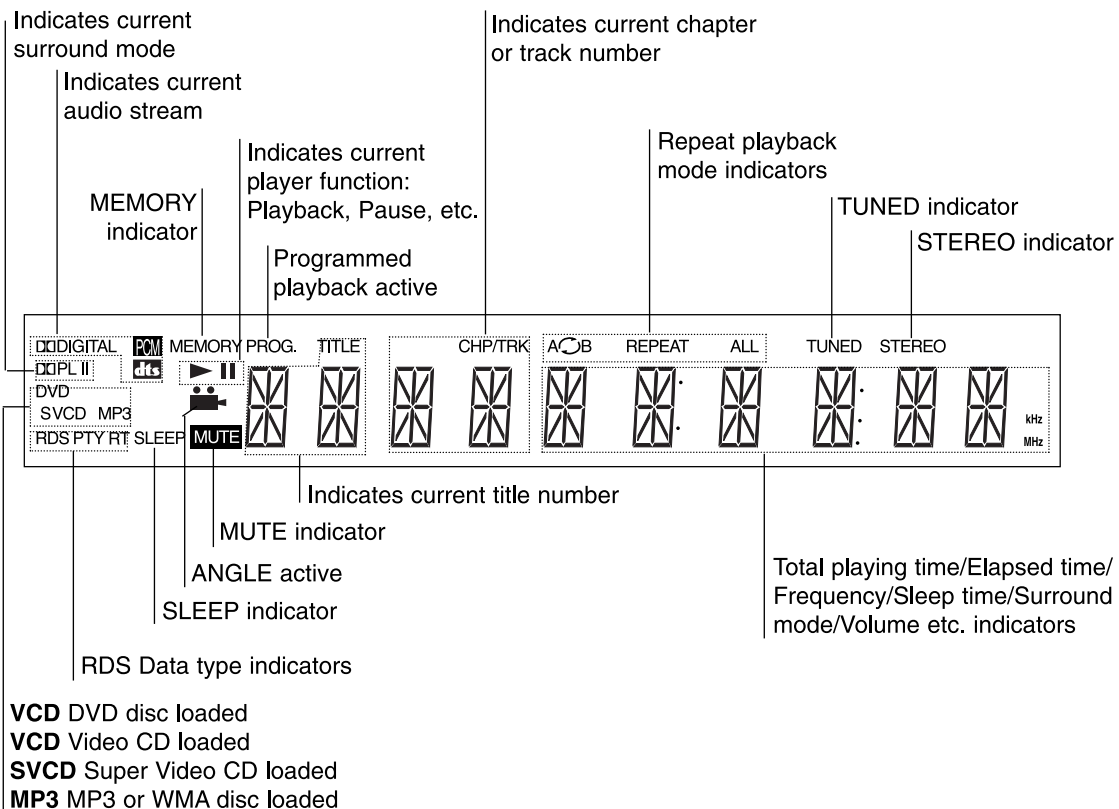 Indicates current
surround mode
Indicates current
audio stream
MEMORY
indicator
Indicates current
player function:
Playback, Pause, etc.
Programmed
playback active
Indicates current chapter
or track number
Repeat playback
mode indicators
TUNED indicator
STEREO indicator
DIGITAL PCM MEMORY PROG. TITLE CHP/TRK A B REPEAT ALL TUNED STEREO
PL II dts
DVD
SVCD MP3
kHz
RDS PTY RT SLEEP MUTE MHz
Indicates current title number
MUTE indicator
ANGLE active
SLEEP indicator
RDS Data type indicators
Total playing time/Elapsed time/
Frequency/Sleep time/Surround
mode/Volume etc. indicators
VCD DVD disc loaded
VCD Video CD loaded
SVCD Super Video CD loaded
MP3 MP3 or WMA disc loaded